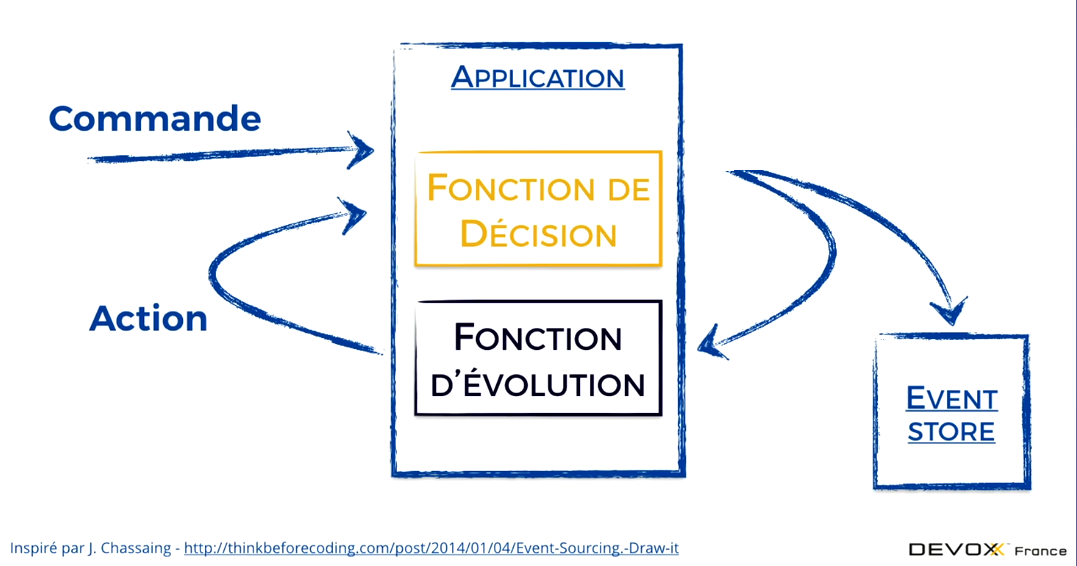 APPLICATION
Commande
FONCTION DE
DÉCISION
Action
FONCTION
D'ÉVOLUTION
EVENT
STORE
Inspiré par J. Chassaing - http://thinkbeforecoding.com/post/2014/01/04/Event-Sourcing.-Draw-it
DEVOXX™ France